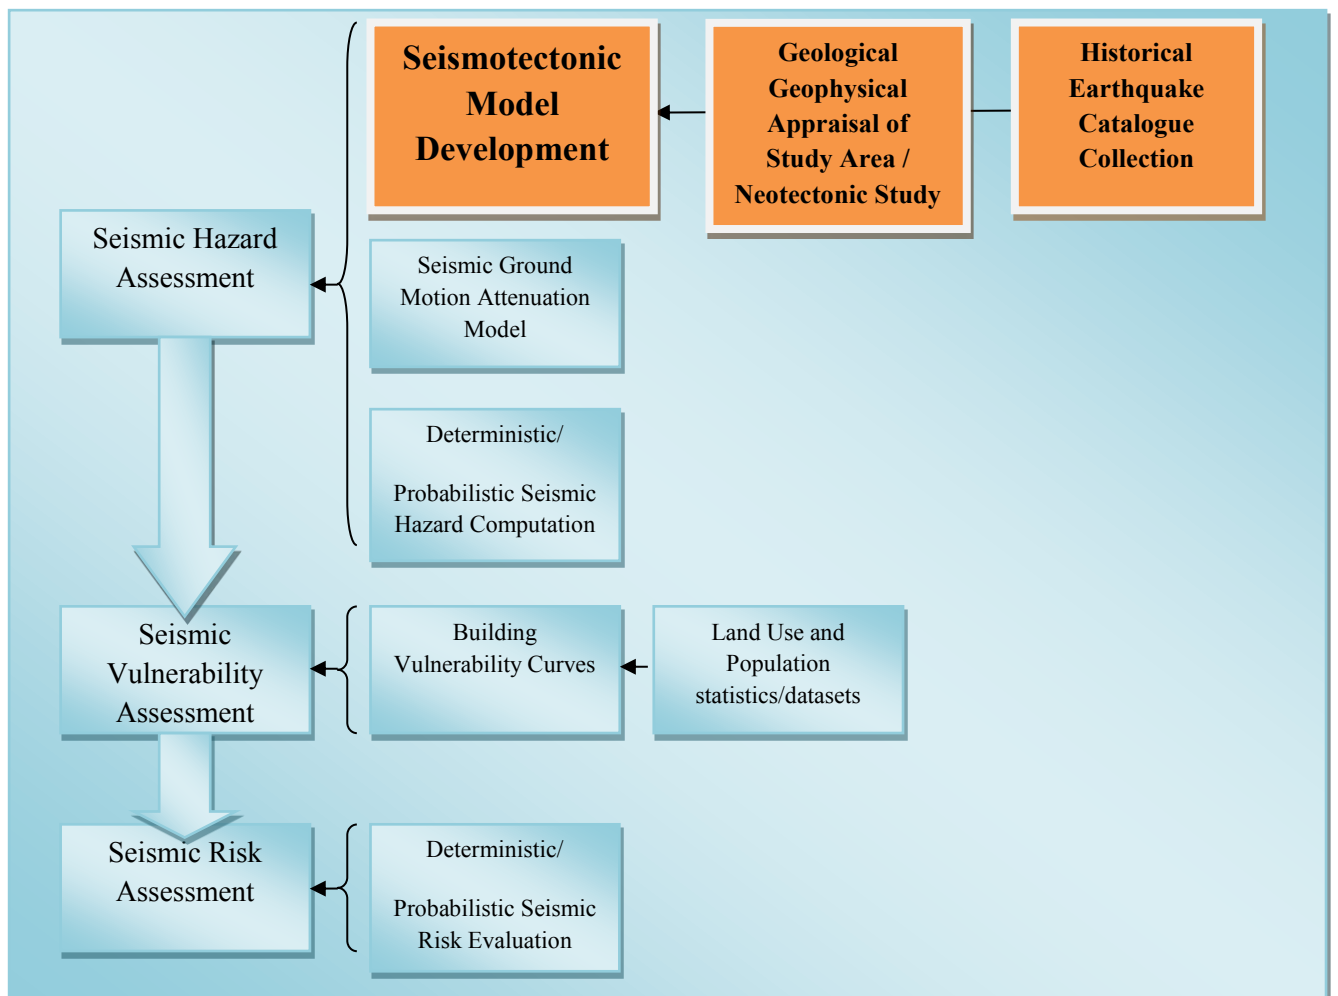 Seismotectonic
Model
Development
Geological
Geophysical
Appraisal of
Study Area /
Neotectonic Study
Historical
Earthquake
Catalogue
Collection
Seismic Hazard
Assessment
Seismic Ground
Motion Attenuation
Model
Deterministic/
Probabilistic Seismic
Hazard Computation
Seismic
Vulnerability
Assessment
Building
Vulnerability Curves
Land Use and
Population
statistics/datasets
Seismic Risk
Assessment
Deterministic/
Probabilistic Seismic
Risk Evaluation